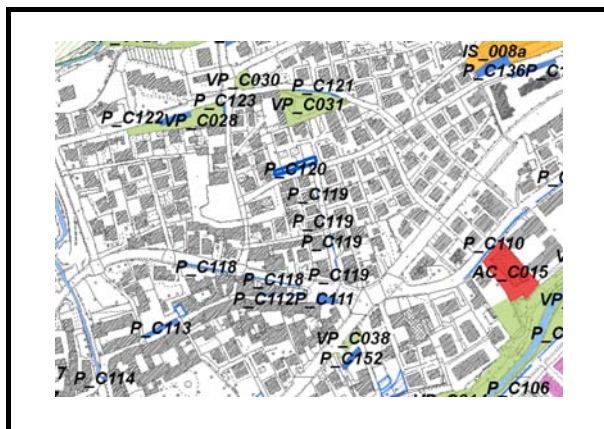 IS_008a
P_C136P_C1
VP_C030
P_C121
P_C123
VP_C031
P_C122VP_C028
P_C120
P_C119
P_C119
P_C119
P_C110
P_C118
P_C118
P_C119
AC_C015
P_C112P_C111
P_C113
VP_C038
P_C152
P_C114
P_C106